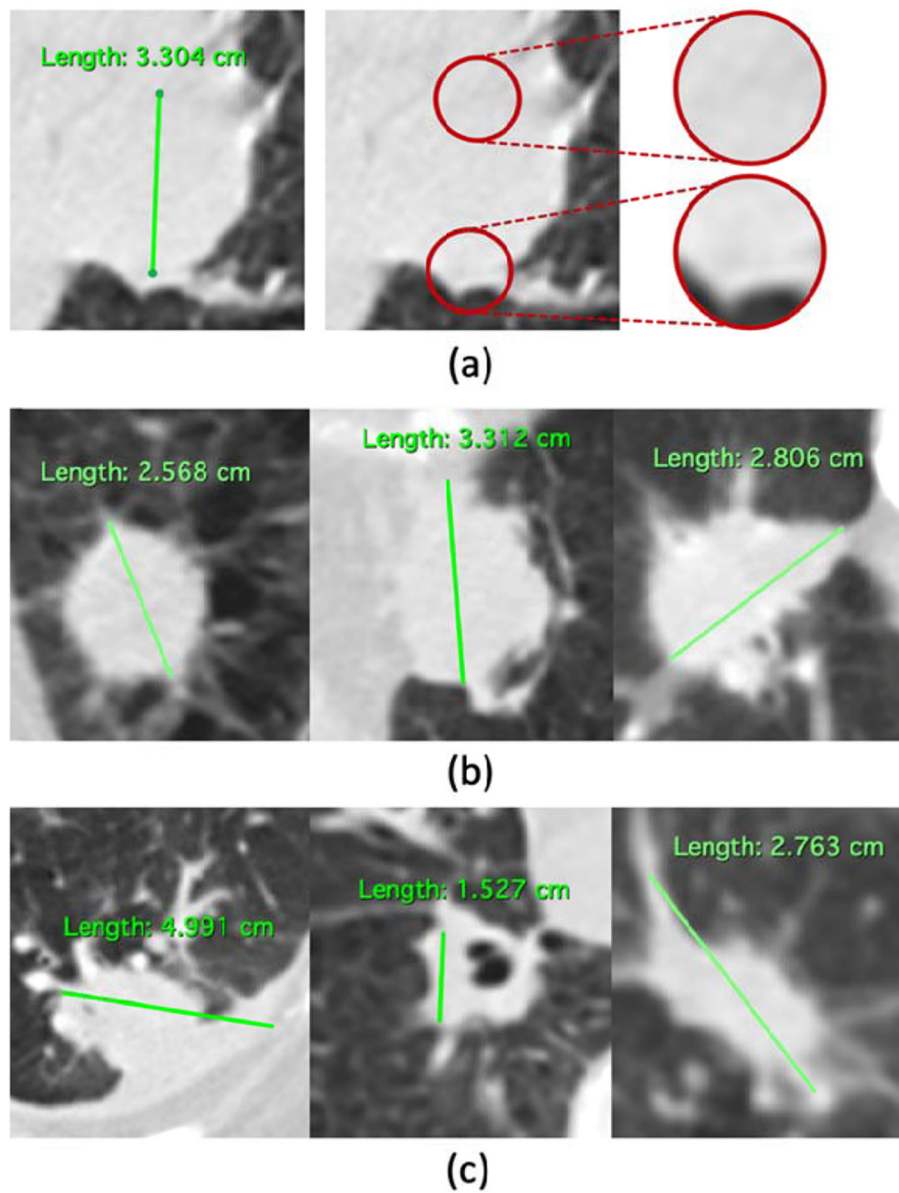 Length: 3.304 cm
(a)
Length: 2.568 cm
Length: 3.312 cm
Length: 2.806 cm
(b)
Length: 4.991 cm
Length: 1.527 cm
Length: 2.763 cm
(c)